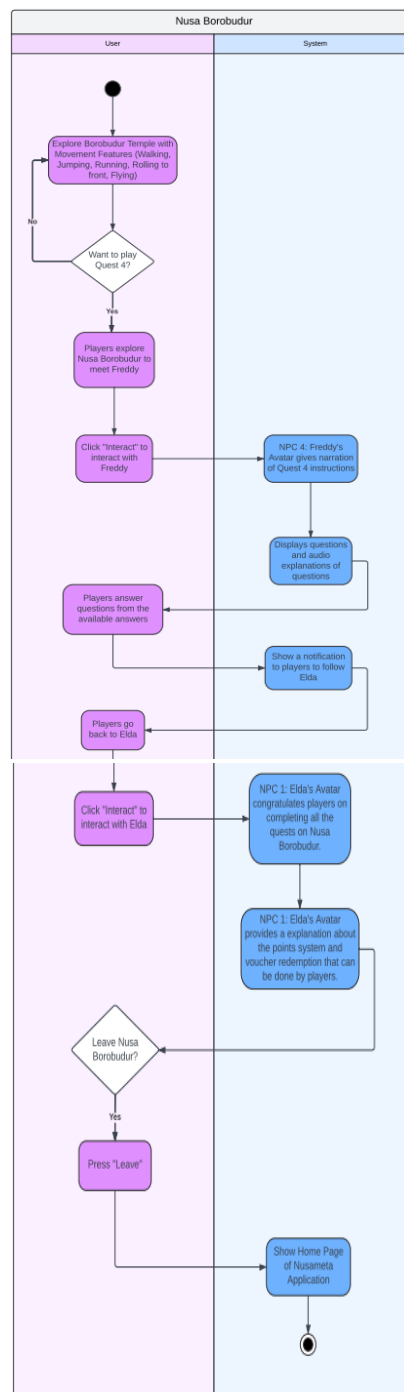 Nusa Borobudur
User
System
Explore Borobudur Temple with
Movement Features (Walking,
Jumping, Running, Rolling to
front, Flying)
No
Want to play
Quest 4?
Yes
Players explore
Nusa Borobudur to
meet Freddy
Click "Interact" to
interact with
Freddy
NPC 4: Freddy's
Avatar gives narration
of Quest 4 instructions
Displays questions
and audio
explanations of
questions
Players answer
questions from the
available answers
Show a notification
to players to follow
Elda
Players go
back to Elda
Click "Interact" to
interact with Elda
NPC 1: Elda's Avatar
congratulates players on
completing all the
quests on Nusa
Borobudur.
NPC 1: Elda's Avatar
provides a explanation about
the points system and
voucher redemption that can
be done by players.
Leave Nusa
Borobudur?
Yes
Press "Leave"
Show Home Page
of Nusameta
Application